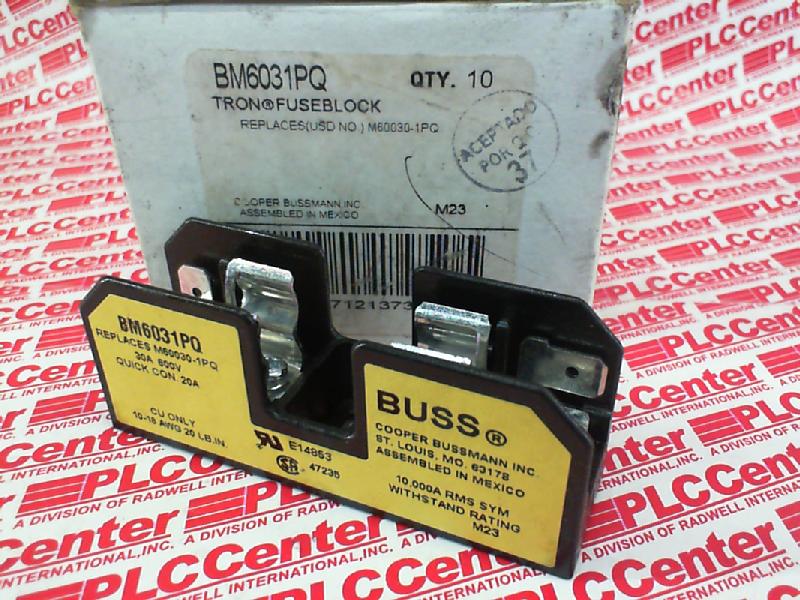 BM6031PQ QTY. 10
TRON® FUSEBLOCK
REPLACES(USD NO.) M60030-1PQ
ACEPTADO
POR
37
COOPER BUSSMANN INC.
ASSEMBLED IN MEXICO M23
7121373
BM6031PQ
REPLACES M60030-1PQ
30A 600V
QUICK CON. 20A
CU ONLY
10-18 AWG 20 LB.IN.
E14853
47235
BUSS®
COOPER BUSSMANN INC.
ST. LOUIS, MO. 63178
ASSEMBLED IN MEXICO
10,000A RMS SYM
WITHSTAND RATING
M23
PLCCenter
A DIVISION OF RADWELL INTERNATIONAL, INC.